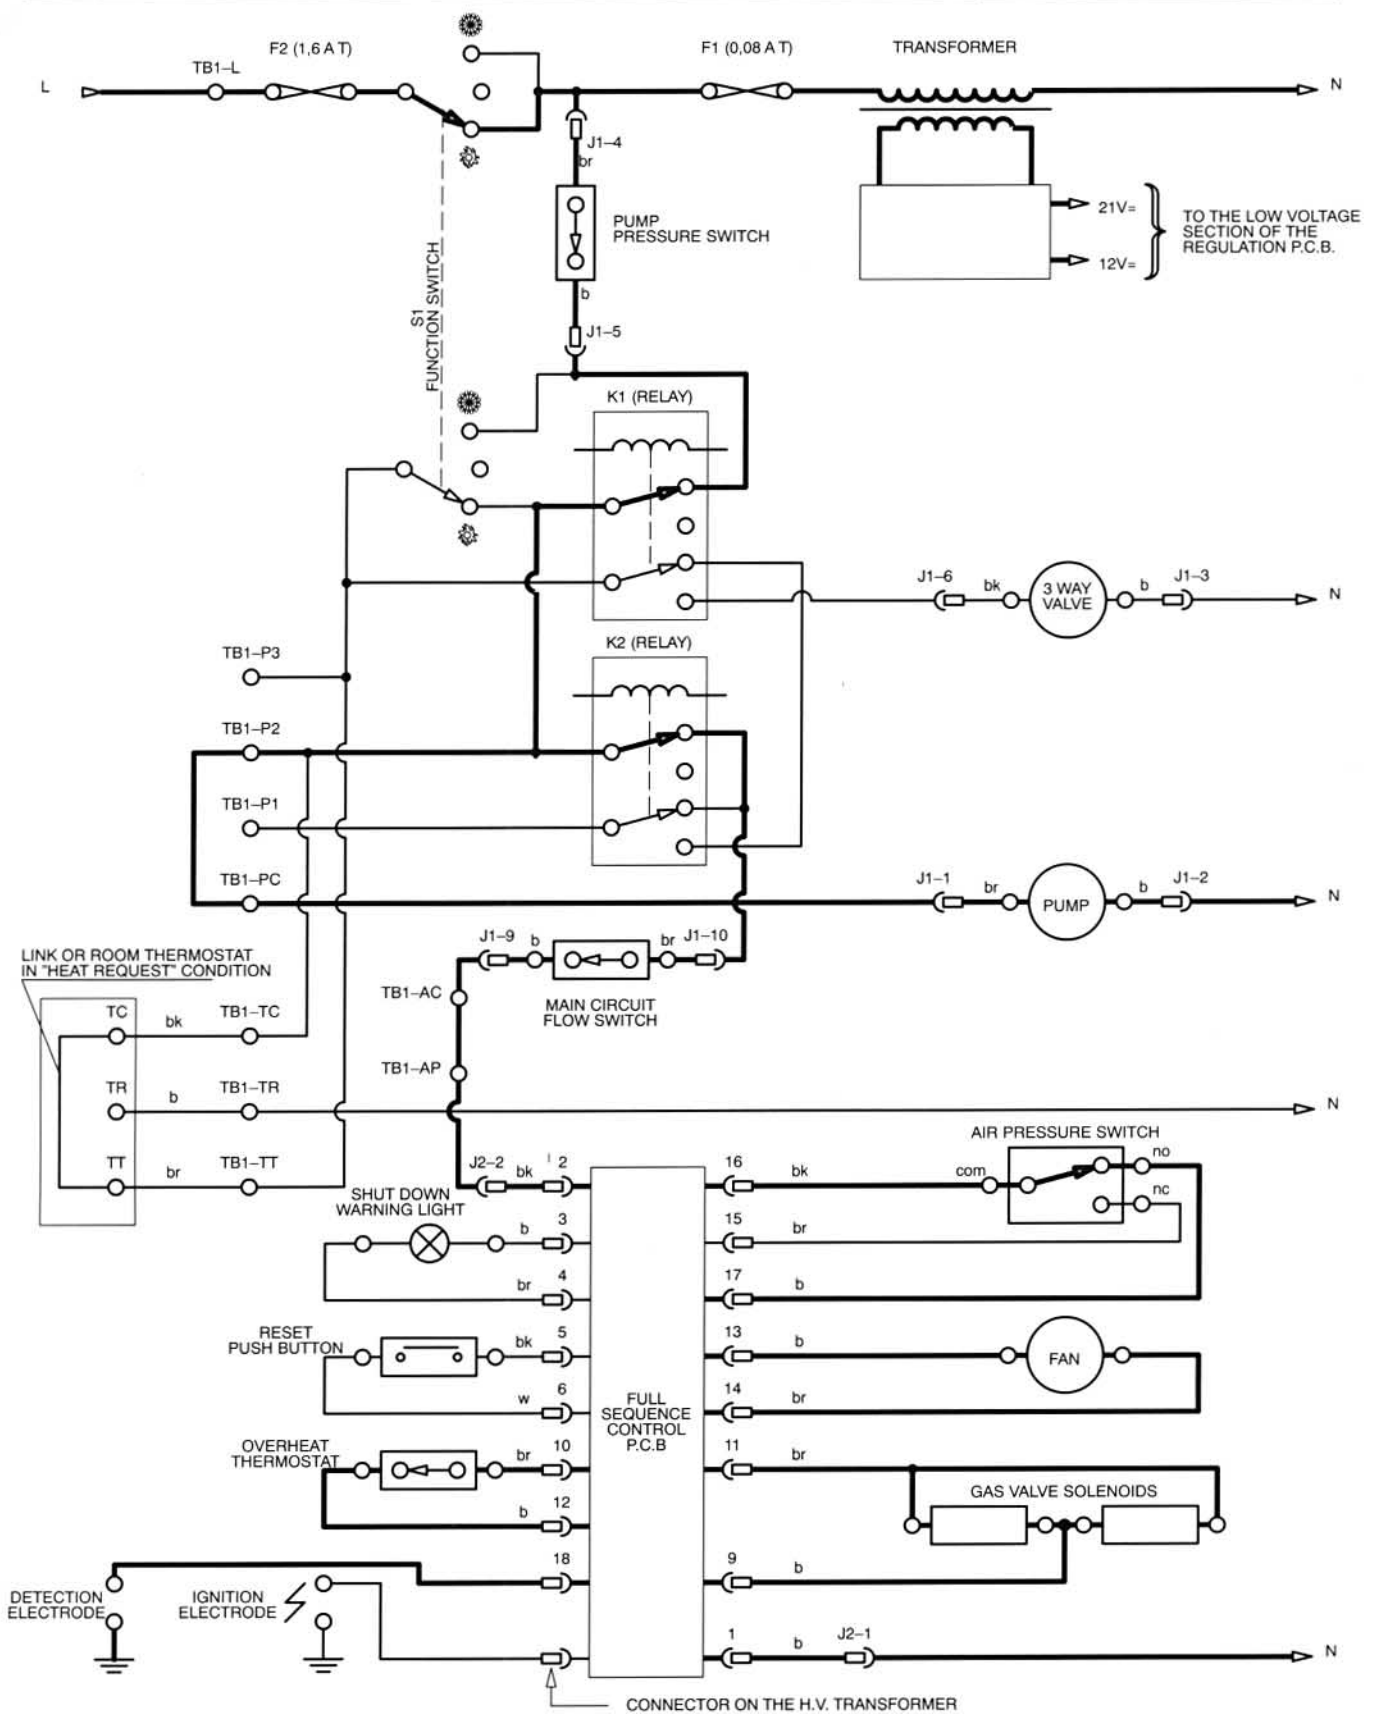 F2 (1,6 A T)
F1 (0,08 A T)
TRANSFORMER
TB1–L
L
N
J1–4
br
PUMP
PRESSURE SWITCH
21V=
12V=
TO THE LOW VOLTAGE
SECTION OF THE
REGULATION P.C.B.
b
J1–5
S1
FUNCTION SWITCH
K1 (RELAY)
J1–6
bk
3 WAY
VALVE
b
J1–3
N
K2 (RELAY)
TB1–P3
TB1–P2
TB1–P1
TB1–PC
J1–1
br
PUMP
b
J1–2
N
J1–9
b
br
J1–10
LINK OR ROOM THERMOSTAT
IN "HEAT REQUEST" CONDITION
TB1–AC
MAIN CIRCUIT
FLOW SWITCH
TC
bk
TB1–TC
TB1–AP
TR
b
TB1–TR
N
AIR PRESSURE SWITCH
TT
br
TB1–TT
J2–2
bk
2
16
bk
com
no
nc
SHUT DOWN
WARNING LIGHT
b
3
15
br
br
4
17
b
RESET
PUSH BUTTON
bk
5
13
b
FAN
w
6
14
br
FULL
SEQUENCE
CONTROL
P.C.B
OVERHEAT
THERMOSTAT
br
10
11
br
GAS VALVE SOLENOIDS
b
12
18
9
b
DETECTION
ELECTRODE
IGNITION
ELECTRODE
1
b
J2–1
N
CONNECTOR ON THE H.V. TRANSFORMER